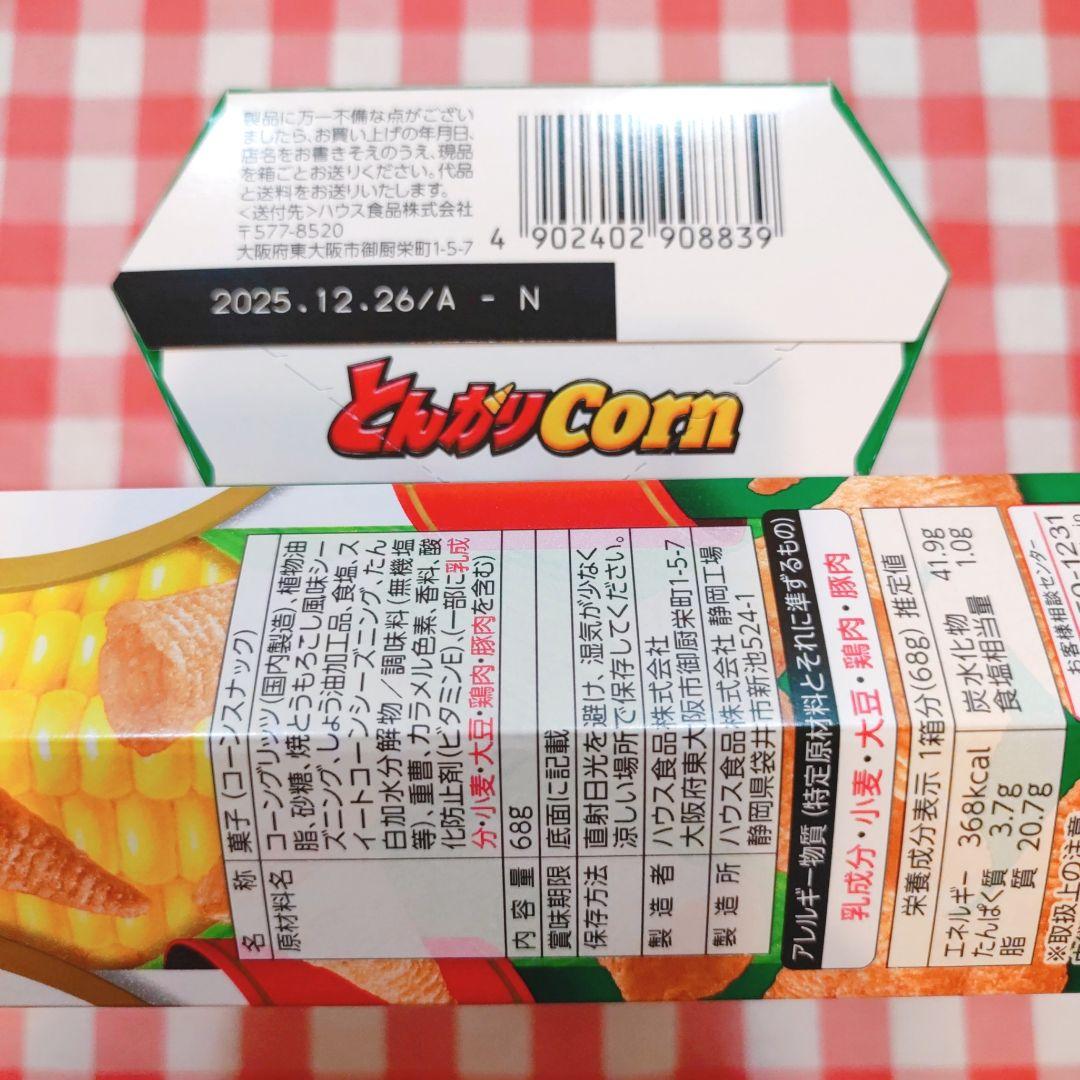 製品に万一不備な点がござい
ましたら、お買い上げの年月日、
店名をお書きそえのうえ、現品
を箱ごとお送りください。代品
と送料をお送りいたします。
<送付先>ハウス食品株式会社
〒577-8520
大阪府東大阪市御厨栄町1-5-7
4 902402 908839
2025.12.26/A - N
とんがりCorn
名 称 菓子(コーンスナック)
原材料名 コーングリッツ(国内製造)、植物油
脂、砂糖、焼とうもろこし風味シー
ズニング、しょう油加工品、食塩、ス
イートコーンシーズニング、たん
白加水分解物/調味料(無機塩
等)、重曹、カラメル色素、香料、酸
化防止剤(ビタミンE)、(一部に乳成
分・小麦・大豆・鶏肉・豚肉を含む)
内 容 量 68g
賞味期限 底面に記載
保存方法 直射日光を避け、湿気が少なく
涼しい場所で保存してください。
製 造 者 ハウス食品株式会社
大阪府東大阪市御厨栄町1-5-7
製 造 所 ハウス食品株式会社 静岡工場
静岡県袋井市新池524-1
アレルギー物質(特定原材料とそれに準ずるもの)
乳成分・小麦・大豆・鶏肉・豚肉
栄養成分表示 1箱分(68g) 推定値
エネルギー 368kcal 炭水化物 41.9g
たんぱく質 3.7g 食塩相当量 1.0g
脂 質 20.7g
お客様相談センター
※取扱上の注意